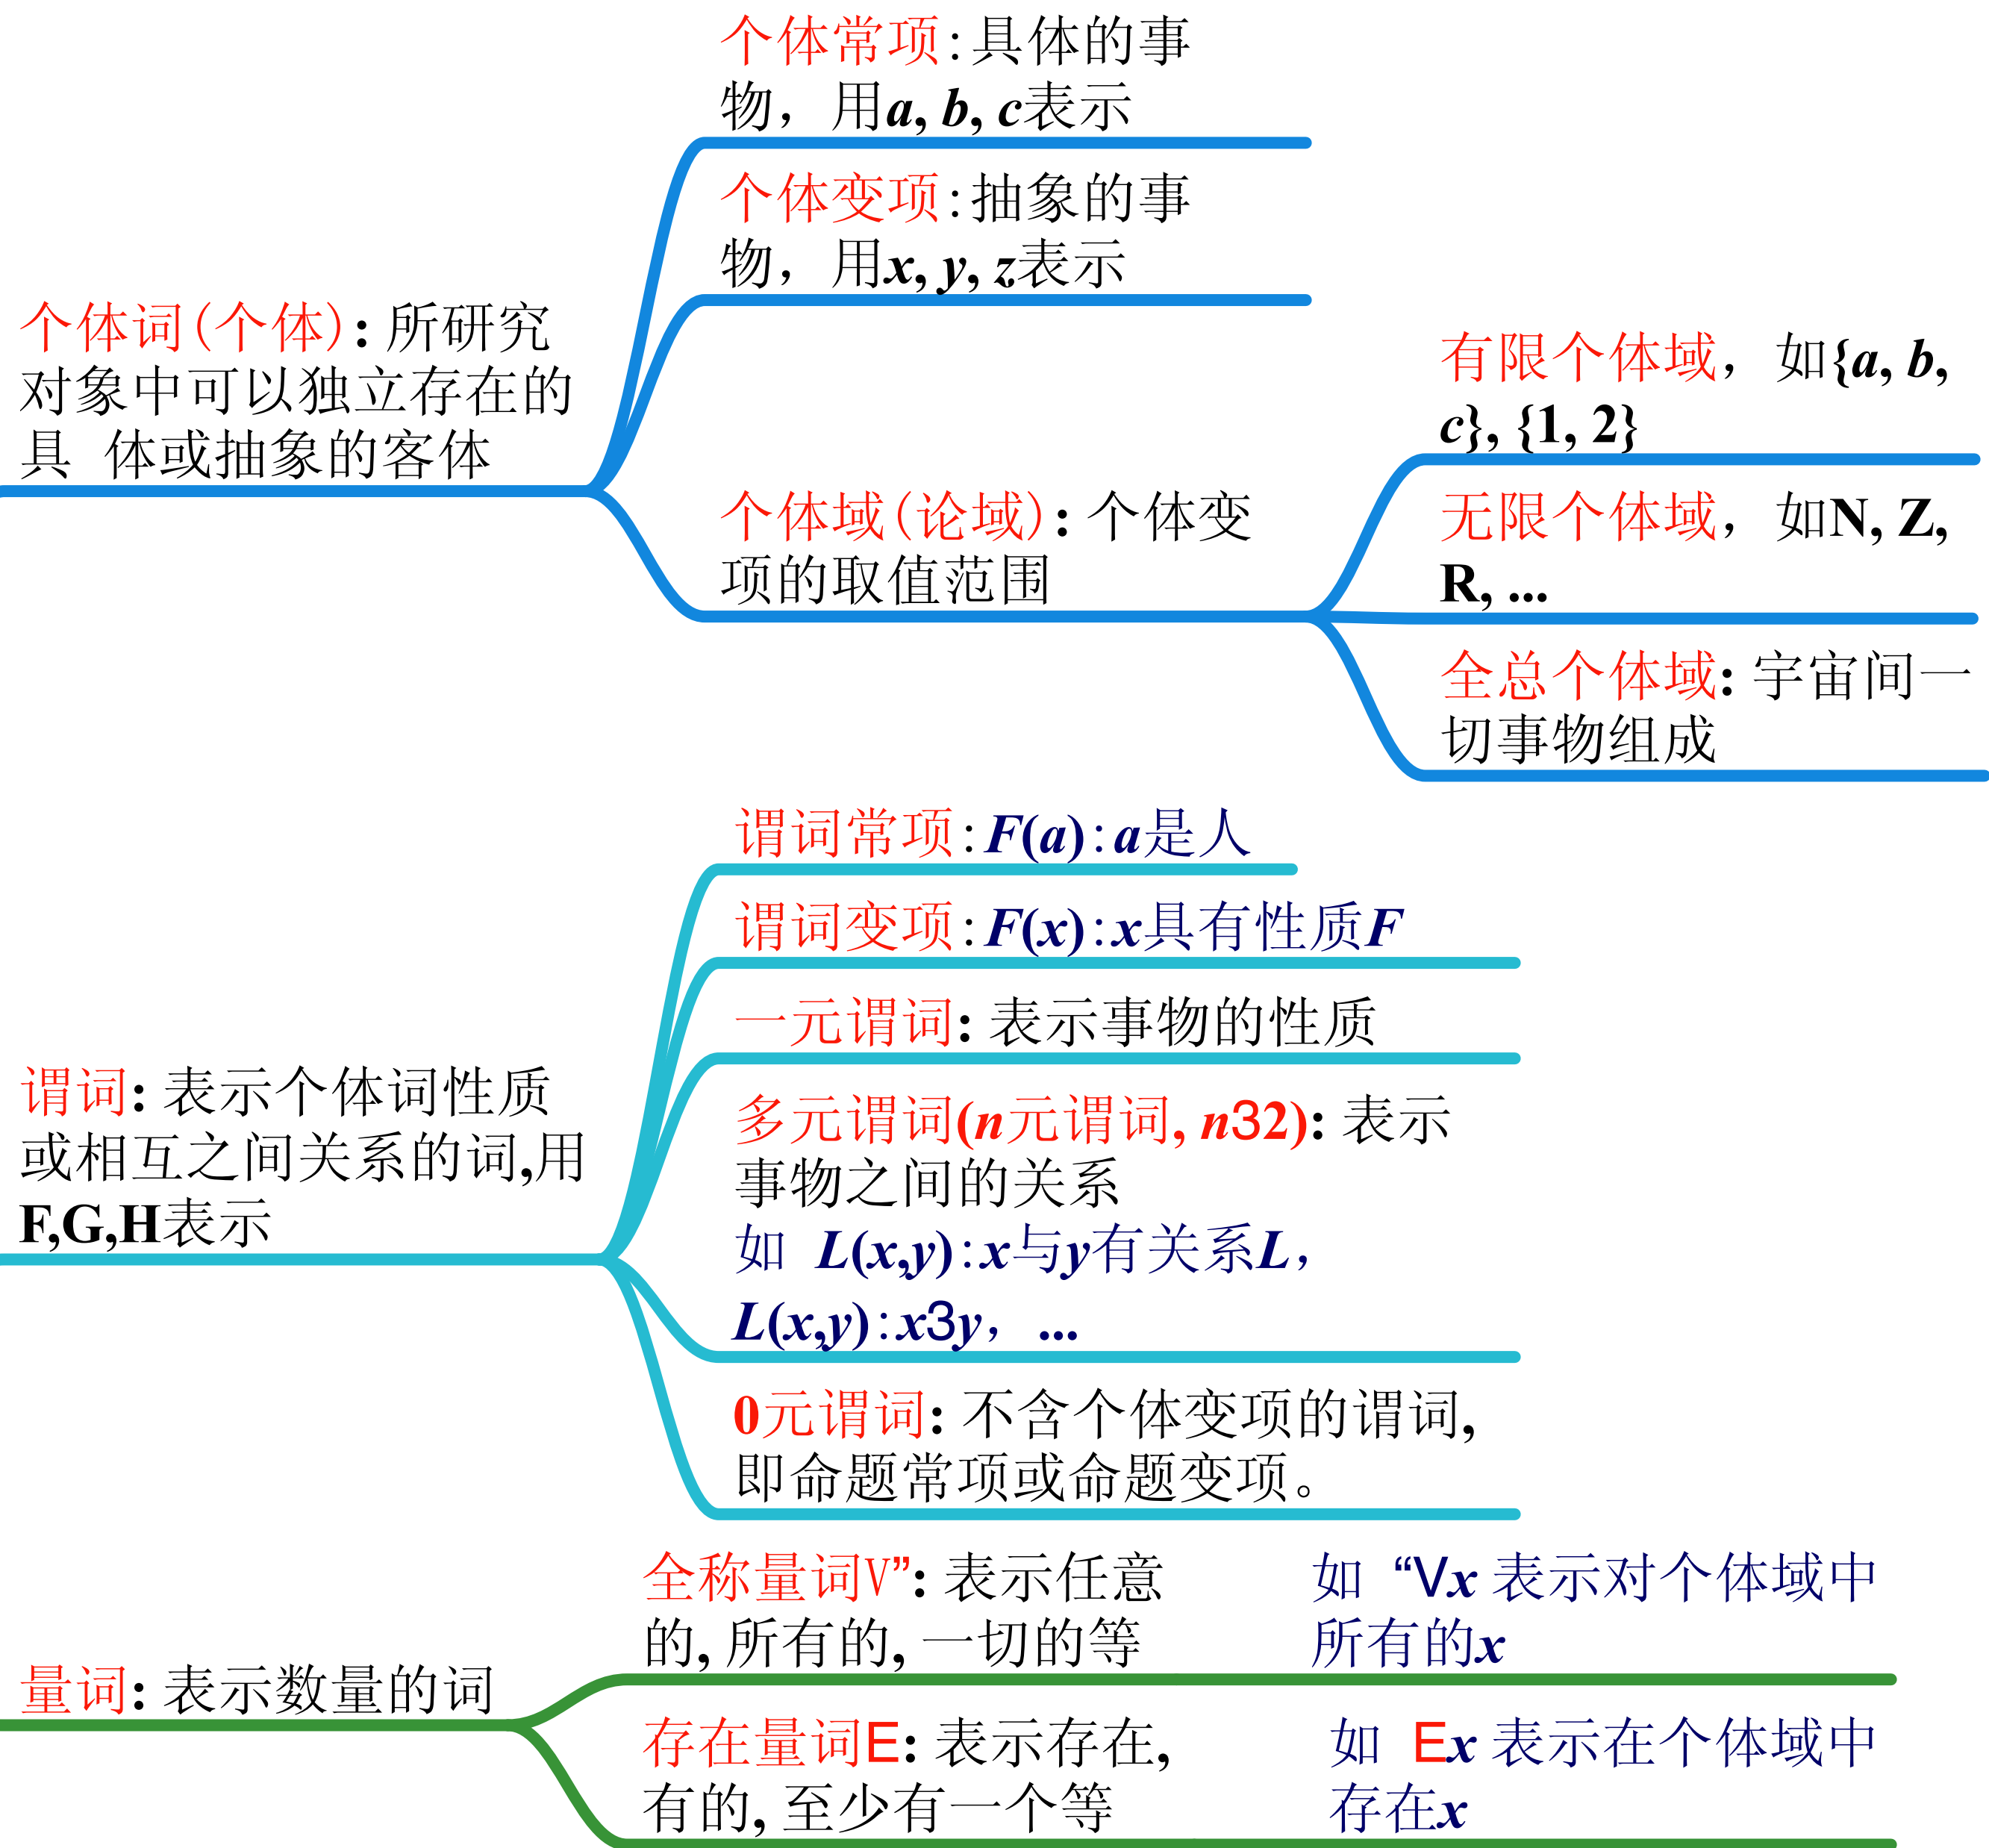 个体常项:具体的事
物，用a, b, c表示
个体变项:抽象的事
物，用x, y, z表示
个体词(个体): 所研究
对象中可以独立存在的
具 体或抽象的客体
个体域(论域): 个体变
项的取值范围
有限个体域，如{a, b,
c}, {1, 2}
无限个体域，如N, Z,
R, ...
全总个体域: 宇宙间一
切事物组成
谓词常项:F(a):a是人
谓词变项:F(x):x具有性质F
一元谓词: 表示事物的性质
谓词: 表示个体词性质
或相互之间关系的词,用
F,G,H表示
多元谓词(n元谓词, n32): 表示
事物之间的关系
如 L(x,y):x与y有关系L，
L(x,y):x3y，...
0元谓词: 不含个体变项的谓词,
即命题常项或命题变项。
量词: 表示数量的词
全称量词V”: 表示任意
的, 所有的, 一切的等
如 “Vx 表示对个体域中
所有的x
存在量词E: 表示存在,
有的, 至少有一个等
如 Ex 表示在个体域中
存在x